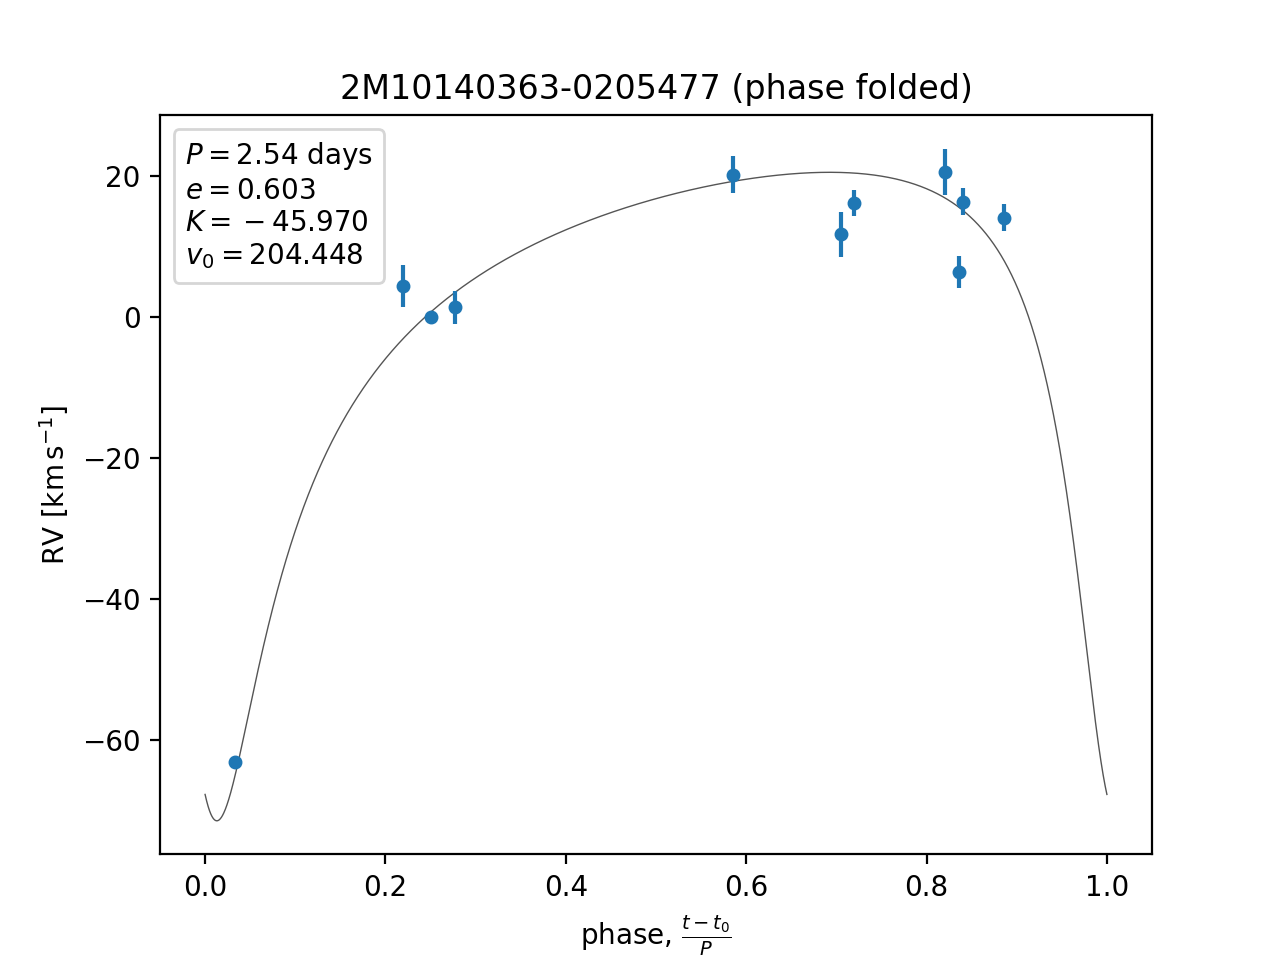 2M10140363-0205477 (phase folded)
P = 2.54 days
e = 0.603
K = −45.970
v₀ = 204.448
20
0
−20
−40
−60
RV [km s⁻¹]
0.0 0.2 0.4 0.6 0.8 1.0
phase, (t − t₀)/P